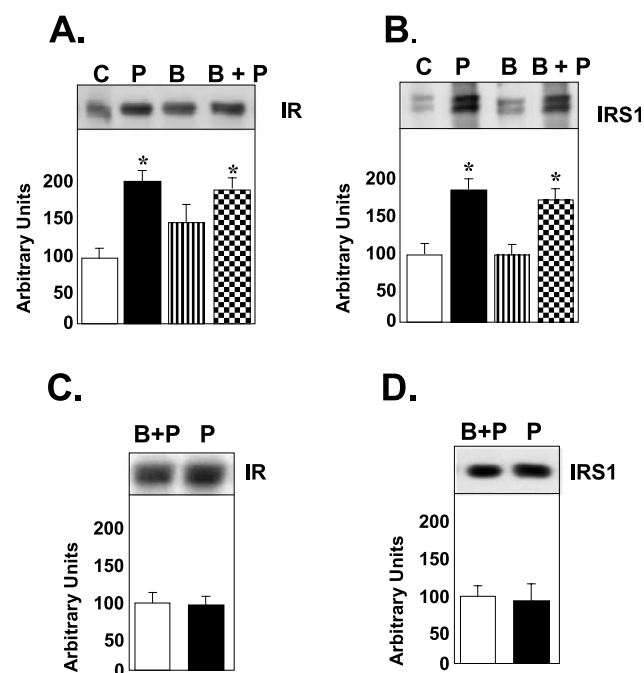 A.
C P B B + P
IR
* *
200
150
100
50
0
Arbitrary Units
B.
C P B B + P
IRS1
* *
200
150
100
50
0
Arbitrary Units
C.
B+P P
IR
200
150
100
50
0
Arbitrary Units
D.
B+P P
IRS1
200
150
100
50
0
Arbitrary Units